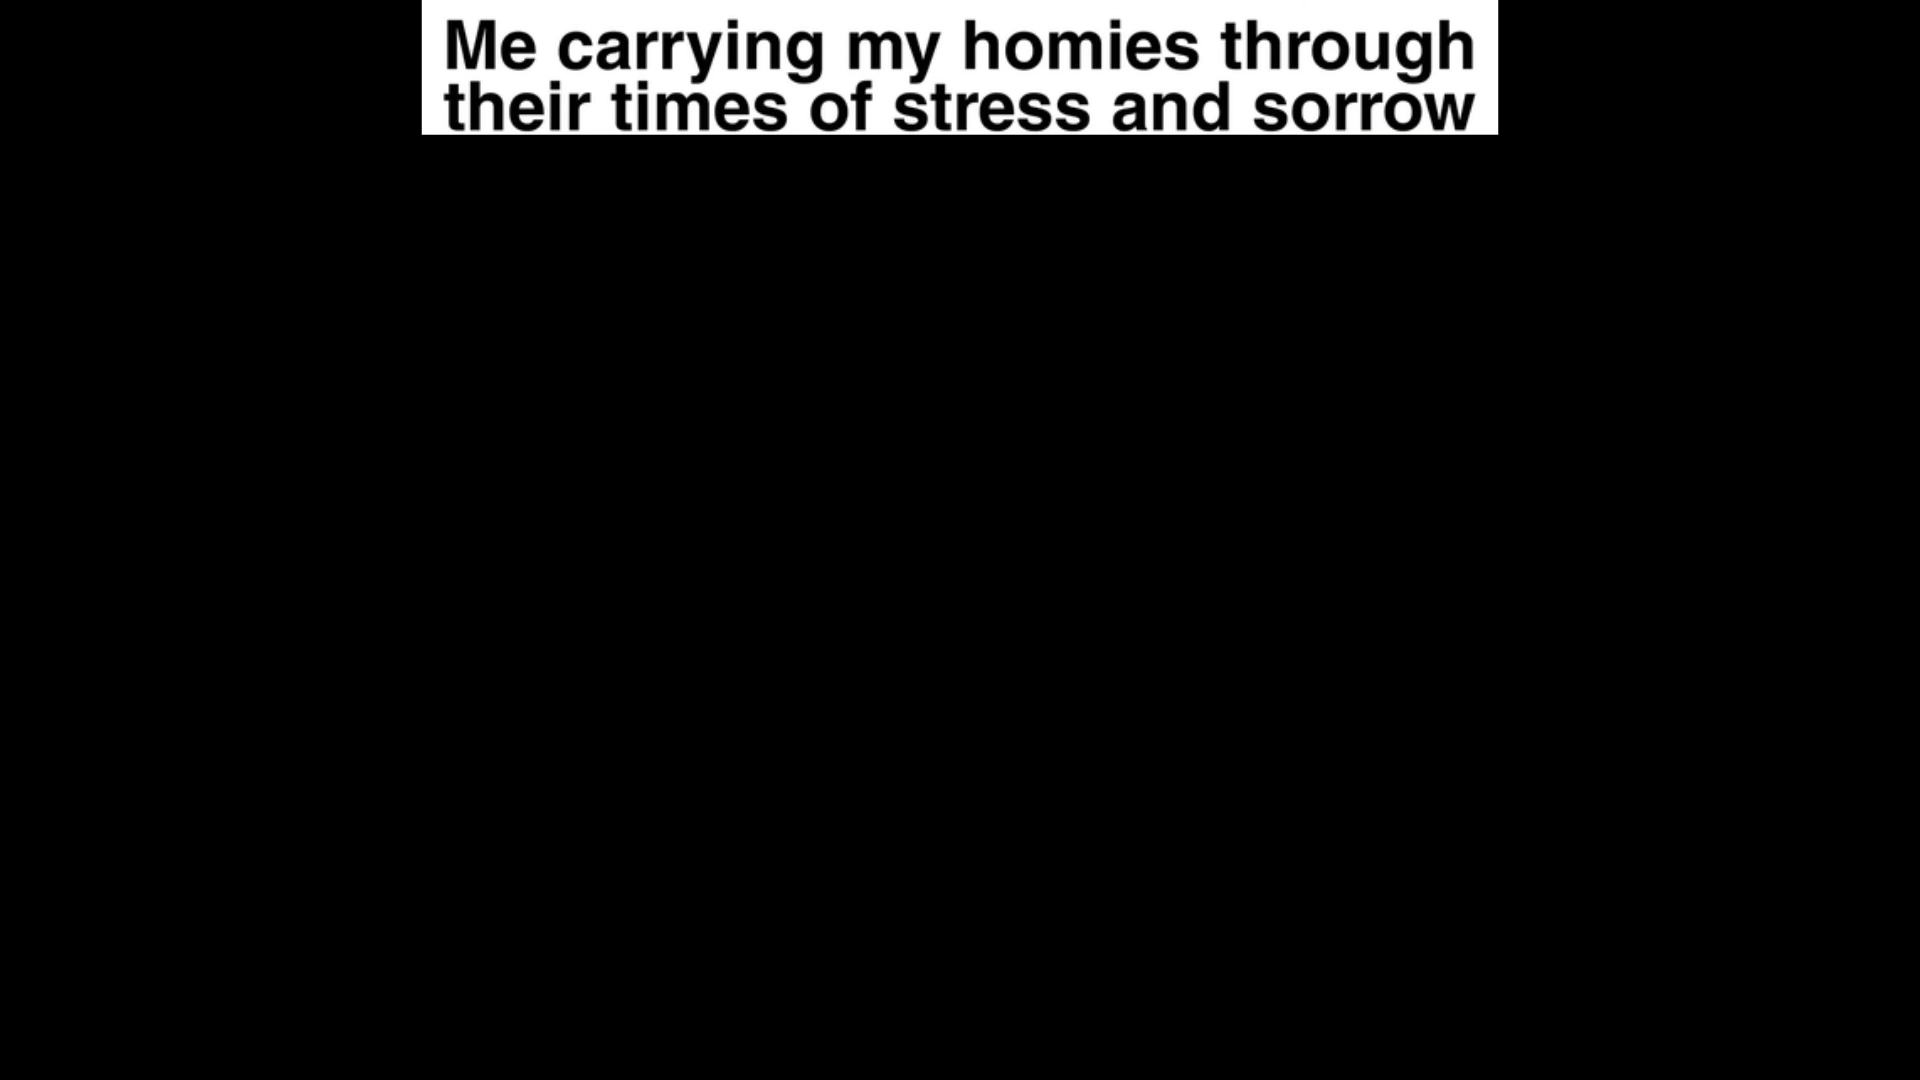 Me carrying my homies through
their times of stress and sorrow